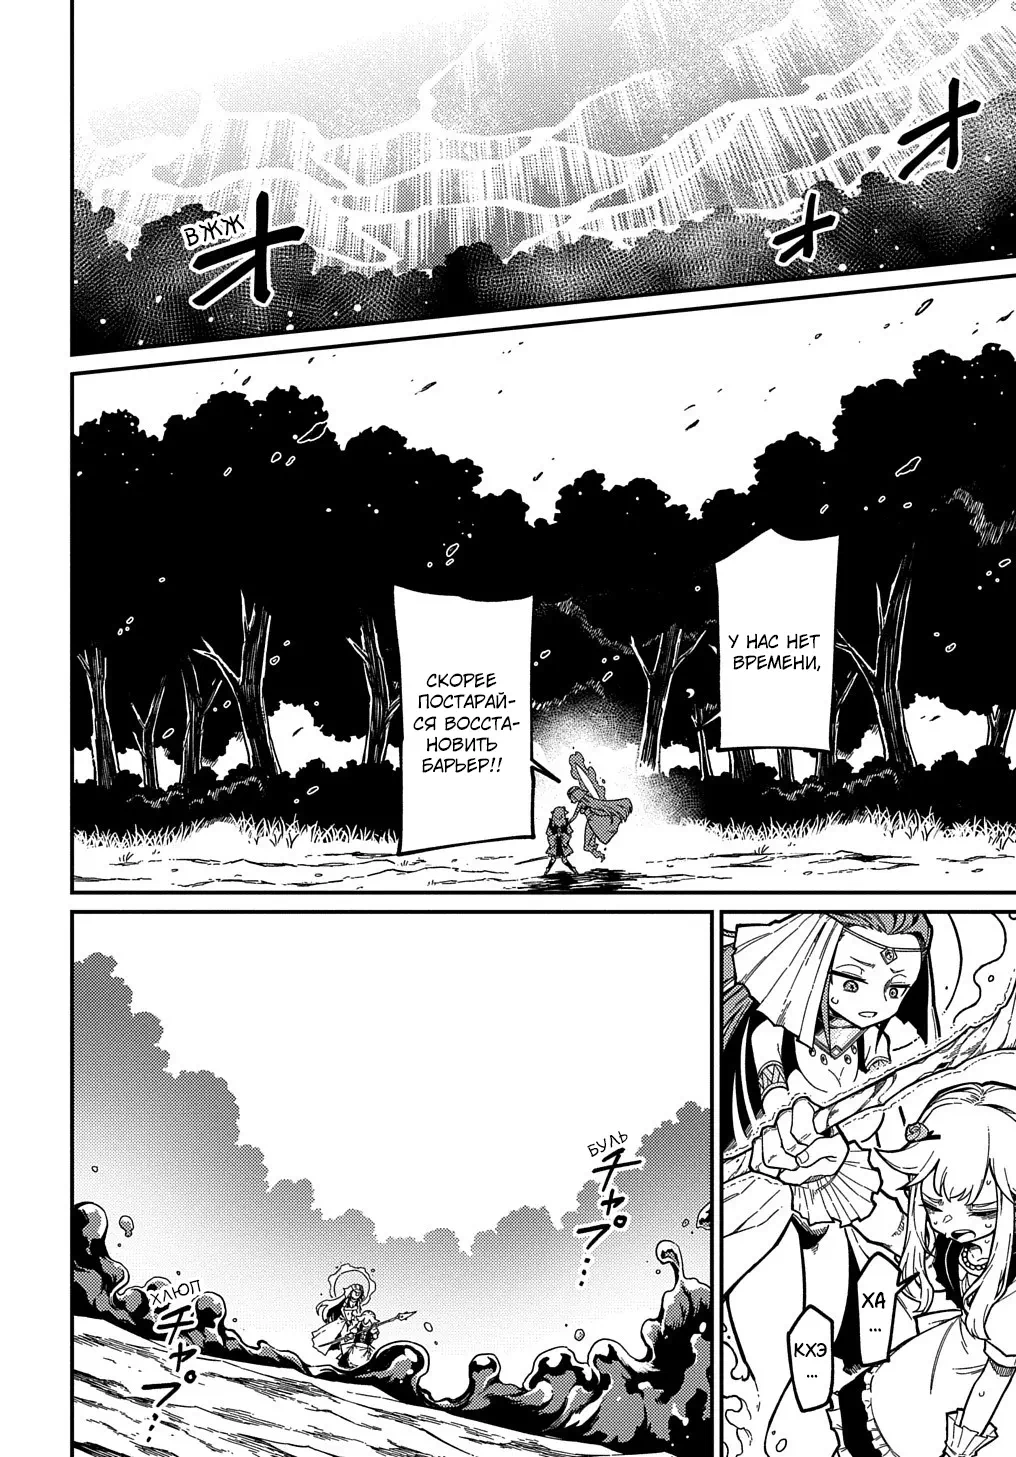 オ
オ
オ
ВЖЖ
У НАС НЕТ
ВРЕМЕНИ,
СКОРЕЕ
ПОСТАРАЙ-
СЯ ВОССТА-
НОВИТЬ
БАРЬЕР!!
ХА
...
КХЭ
...
БУЛЬ
チャプ...
ХЛЮП
チャプ...